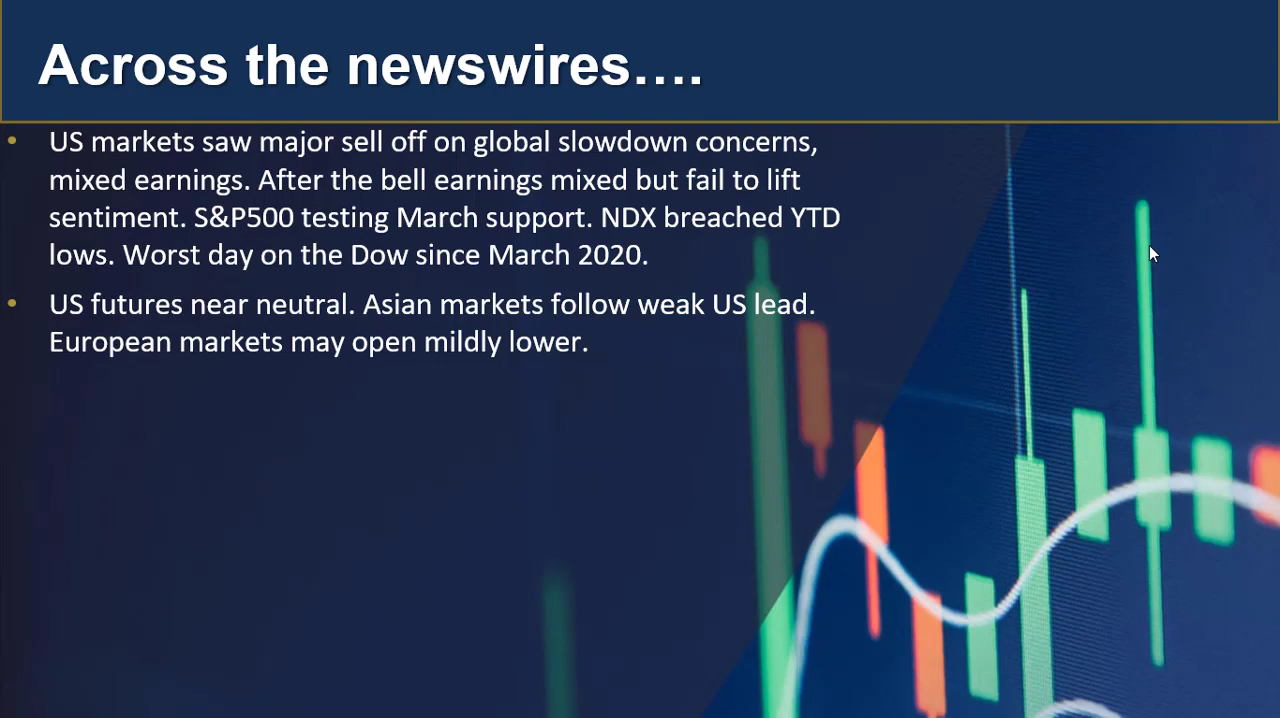 Across the newswires….
• US markets saw major sell off on global slowdown concerns,
mixed earnings. After the bell earnings mixed but fail to lift
sentiment. S&P500 testing March support. NDX breached YTD
lows. Worst day on the Dow since March 2020.
• US futures near neutral. Asian markets follow weak US lead.
European markets may open mildly lower.